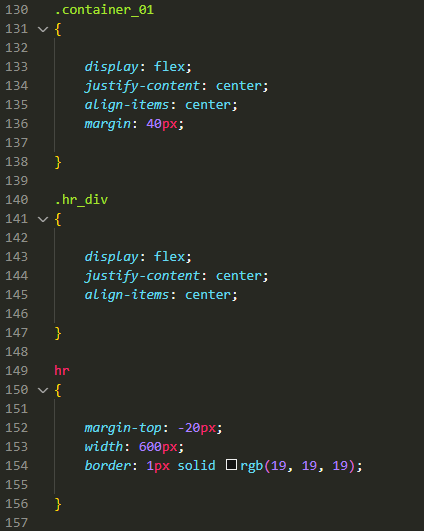 130 .container_01
131 {
132
133 display: flex;
134 justify-content: center;
135 align-items: center;
136 margin: 40px;
137
138 }
139
140 .hr_div
141 {
142
143 display: flex;
144 justify-content: center;
145 align-items: center;
146
147 }
148
149 hr
150 {
151
152 margin-top: -20px;
153 width: 600px;
154 border: 1px solid rgb(19, 19, 19);
155
156 }
157